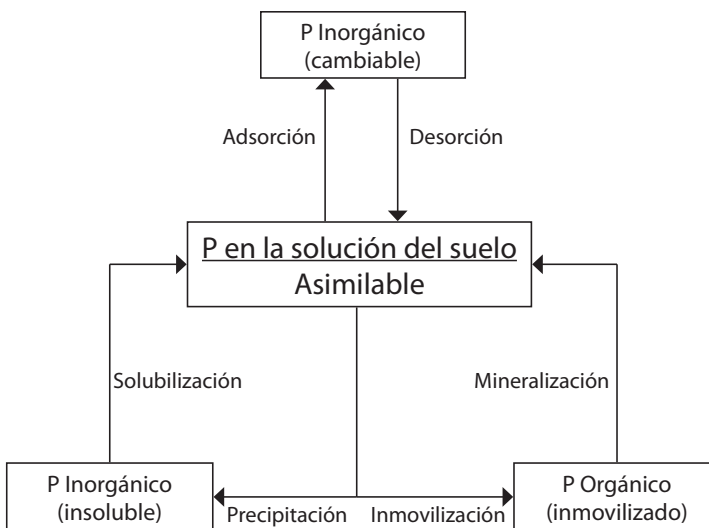 P Inorgánico
(cambiable)
Adsorción
Desorción
P en la solución del suelo
Asimilable
Solubilización
Mineralización
P Inorgánico
(insoluble)
Precipitación
Inmovilización
P Orgánico
(inmovilizado)